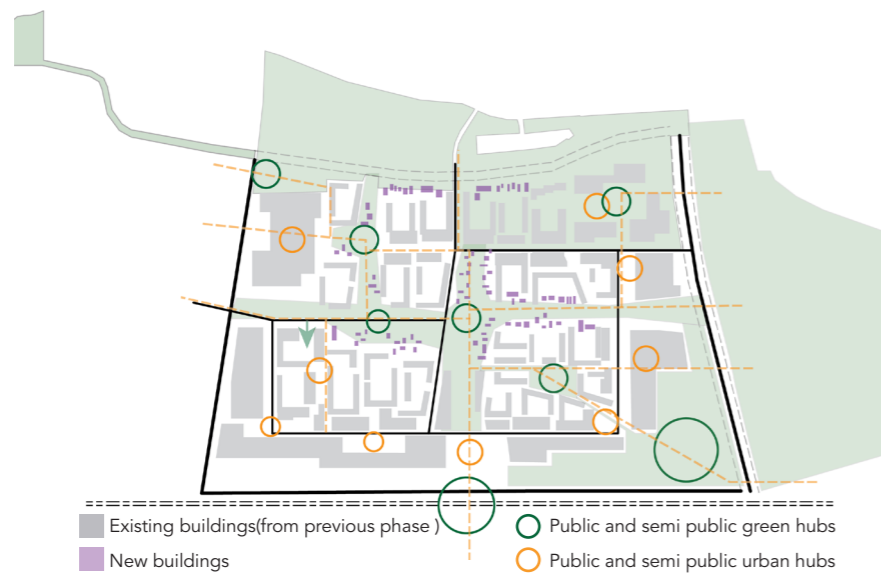 Existing buildings(from previous phase )
Public and semi public green hubs
New buildings
Public and semi public urban hubs